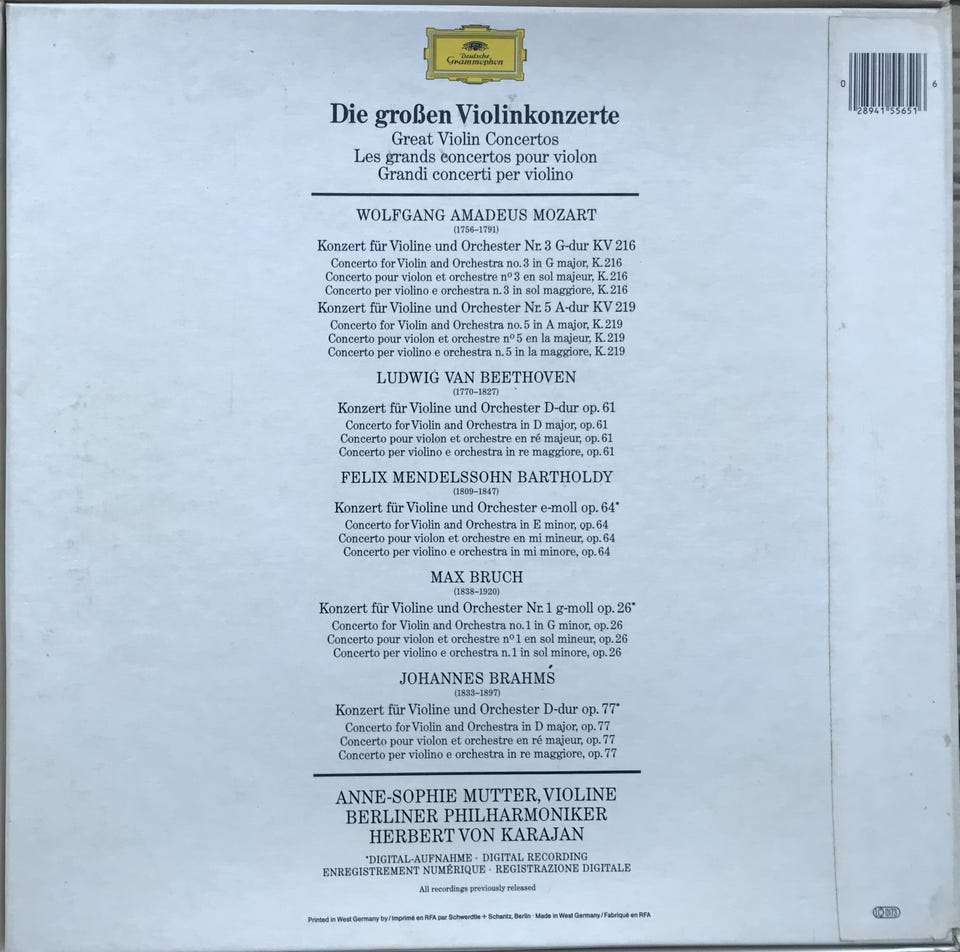 Deutsche
Grammophon
0 28941 55651 6
Die großen Violinkonzerte
Great Violin Concertos
Les grands concertos pour violon
Grandi concerti per violino
WOLFGANG AMADEUS MOZART
(1756–1791)
Konzert für Violine und Orchester Nr. 3 G-dur KV 216
Concerto for Violin and Orchestra no. 3 in G major, K. 216
Concerto pour violon et orchestre nº 3 en sol majeur, K. 216
Concerto per violino e orchestra n. 3 in sol maggiore, K. 216
Konzert für Violine und Orchester Nr. 5 A-dur KV 219
Concerto for Violin and Orchestra no. 5 in A major, K. 219
Concerto pour violon et orchestre nº 5 en la majeur, K. 219
Concerto per violino e orchestra n. 5 in la maggiore, K. 219
LUDWIG VAN BEETHOVEN
(1770–1827)
Konzert für Violine und Orchester D-dur op. 61
Concerto for Violin and Orchestra in D major, op. 61
Concerto pour violon et orchestre en ré majeur, op. 61
Concerto per violino e orchestra in re maggiore, op. 61
FELIX MENDELSSOHN BARTHOLDY
(1809–1847)
Konzert für Violine und Orchester e-moll op. 64*
Concerto for Violin and Orchestra in E minor, op. 64
Concerto pour violon et orchestre en mi mineur, op. 64
Concerto per violino e orchestra in mi minore, op. 64
MAX BRUCH
(1838–1920)
Konzert für Violine und Orchester Nr. 1 g-moll op. 26*
Concerto for Violin and Orchestra no. 1 in G minor, op. 26
Concerto pour violon et orchestre nº 1 en sol mineur, op. 26
Concerto per violino e orchestra n. 1 in sol minore, op. 26
JOHANNES BRAHMS
(1833–1897)
Konzert für Violine und Orchester D-dur op. 77*
Concerto for Violin and Orchestra in D major, op. 77
Concerto pour violon et orchestre en ré majeur, op. 77
Concerto per violino e orchestra in re maggiore, op. 77
ANNE-SOPHIE MUTTER, VIOLINE
BERLINER PHILHARMONIKER
HERBERT VON KARAJAN
*DIGITAL-AUFNAHME · DIGITAL RECORDING
ENREGISTREMENT NUMÉRIQUE · REGISTRAZIONE DIGITALE
All recordings previously released
Printed in West Germany by / Imprimé en RFA par Schwerdtle + Schantz, Berlin · Made in West Germany / Fabriqué en RFA